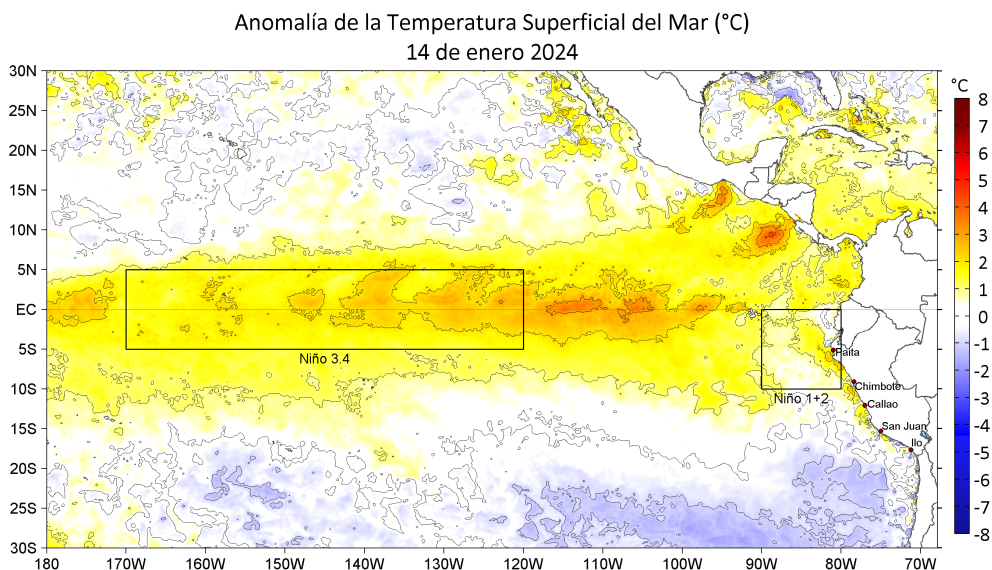 Anomalía de la Temperatura Superficial del Mar (°C)
14 de enero 2024
30N
25N
20N
15N
10N
5N
EC
5S
10S
15S
20S
25S
30S
180 170W 160W 150W 140W 130W 120W 110W 100W 90W 80W 70W
Niño 3.4
Niño 1+2
Paita
Chimbote
Callao
San Juan
Ilo
°C
8
7
6
5
4
3
2
1
0
-1
-2
-3
-4
-5
-6
-7
-8